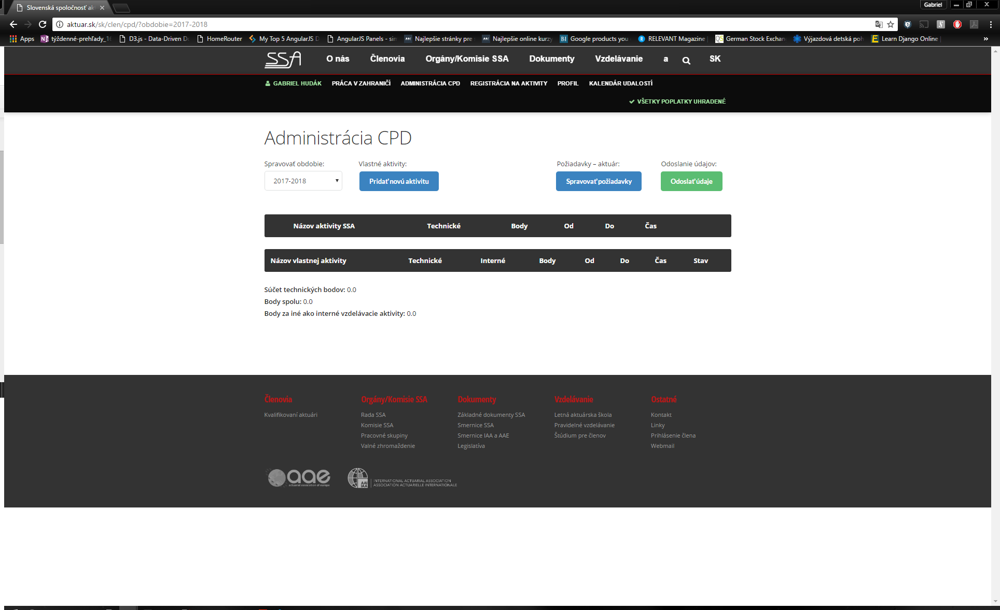 Slovenská spoločnosť ak
Gabriel
aktuar.sk/sk/clen/cpd/?obdobie=2017-2018
Apps týždenné-prehľady_16 D3.js - Data-Driven D HomeRouter My Top 5 AngularJS D AngularJS Panels - sim Najlepšie stránky pre Najlepšie online kurzy BI Google products you R RELEVANT Magazine QS German Stock Exchan Výjazdová detská poh E Learn Django Online »
SSA O nás Členovia Orgány/Komisie SSA Dokumenty Vzdelávanie a SK
GABRIEL HUDÁK PRÁCA V ZAHRANIČÍ ADMINISTRÁCIA CPD REGISTRÁCIA NA AKTIVITY PROFIL KALENDÁR UDALOSTÍ
VŠETKY POPLATKY UHRADENÉ
Administrácia CPD
Spravovať obdobie: Vlastné aktivity: Požiadavky – aktuár: Odoslanie údajov:
2017-2018 Pridať novú aktivitu Spravovať požiadavky Odoslať údaje
Názov aktivity SSA Technické Body Od Do Čas
Názov vlastnej aktivity Technické Interné Body Od Do Čas Stav
Súčet technických bodov: 0.0
Body spolu: 0.0
Body za iné ako interné vzdelávacie aktivity: 0.0
Členovia Orgány/Komisie SSA Dokumenty Vzdelávanie Ostatné
Kvalifikovaní aktuári Rada SSA Základné dokumenty SSA Letná aktuárska škola Kontakt
Komisie SSA Smernice SSA Pravidelné vzdelávanie Linky
Pracovné skupiny Smernice IAA a AAE Štúdium pre členov Prihlásenie člena
Valné zhromaždenie Legislatíva Webmail
aae
actuarial association of europe
AAI
IAA
INTERNATIONAL ACTUARIAL ASSOCIATION
ASSOCIATION ACTUARIELLE INTERNATIONALE